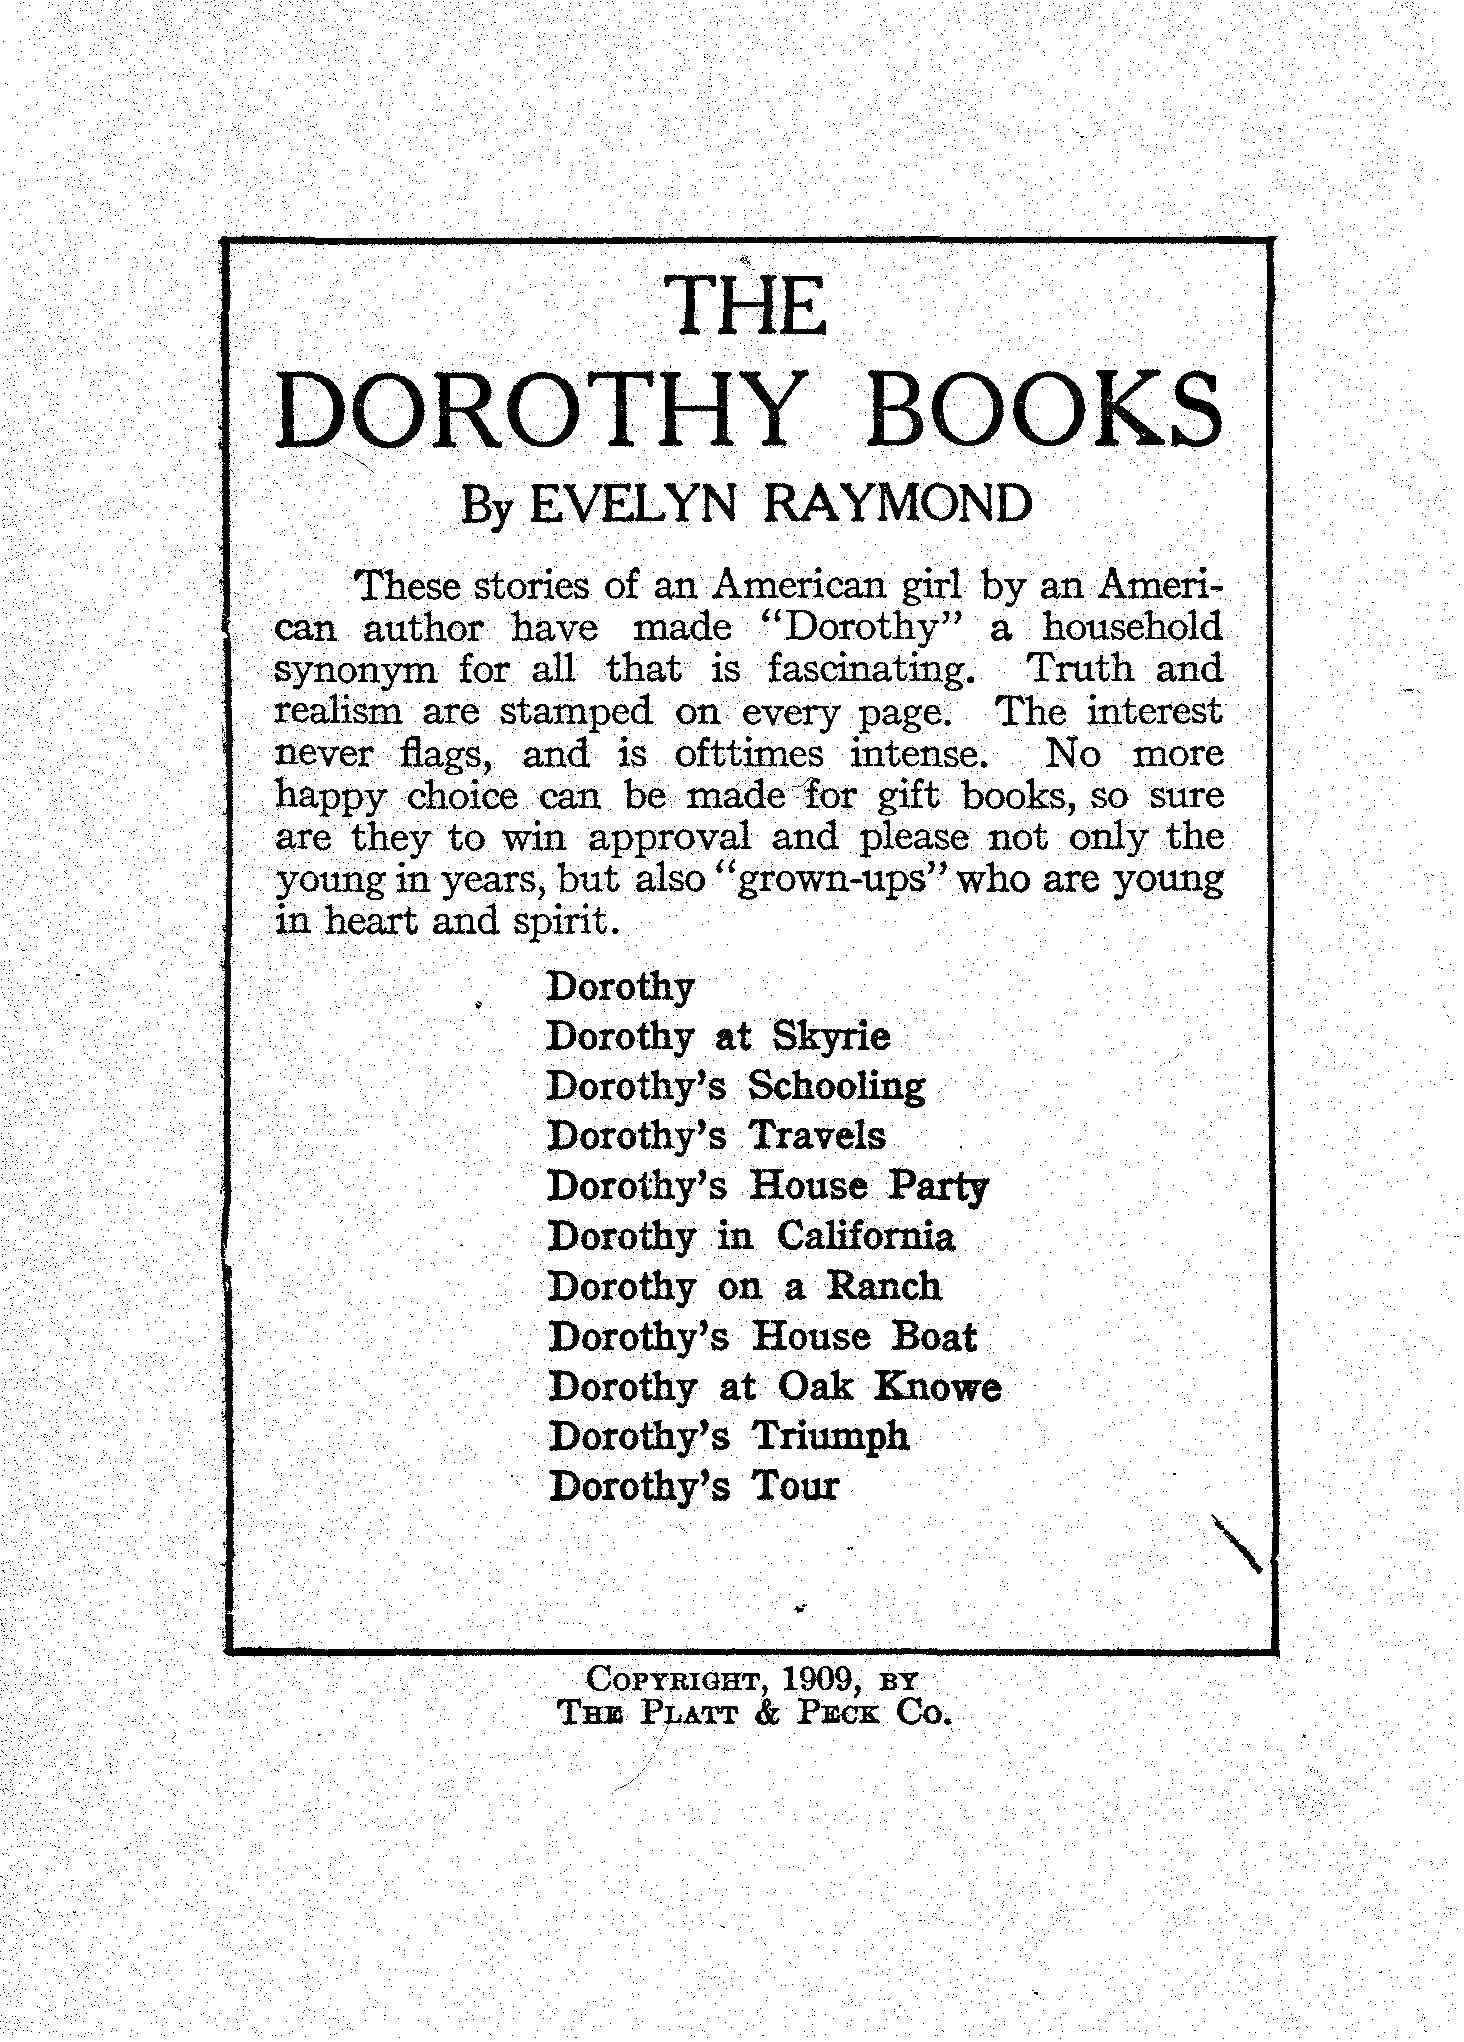 THE
DOROTHY BOOKS
By EVELYN RAYMOND
These stories of an American girl by an Ameri-
can author have made “Dorothy” a household
synonym for all that is fascinating. Truth and
realism are stamped on every page. The interest
never flags, and is ofttimes intense. No more
happy choice can be made for gift books, so sure
are they to win approval and please not only the
young in years, but also “grown-ups” who are young
in heart and spirit.
Dorothy
Dorothy at Skyrie
Dorothy's Schooling
Dorothy's Travels
Dorothy's House Party
Dorothy in California
Dorothy on a Ranch
Dorothy's House Boat
Dorothy at Oak Knowe
Dorothy's Triumph
Dorothy's Tour
COPYRIGHT, 1909, BY
THE PLATT & PECK CO.